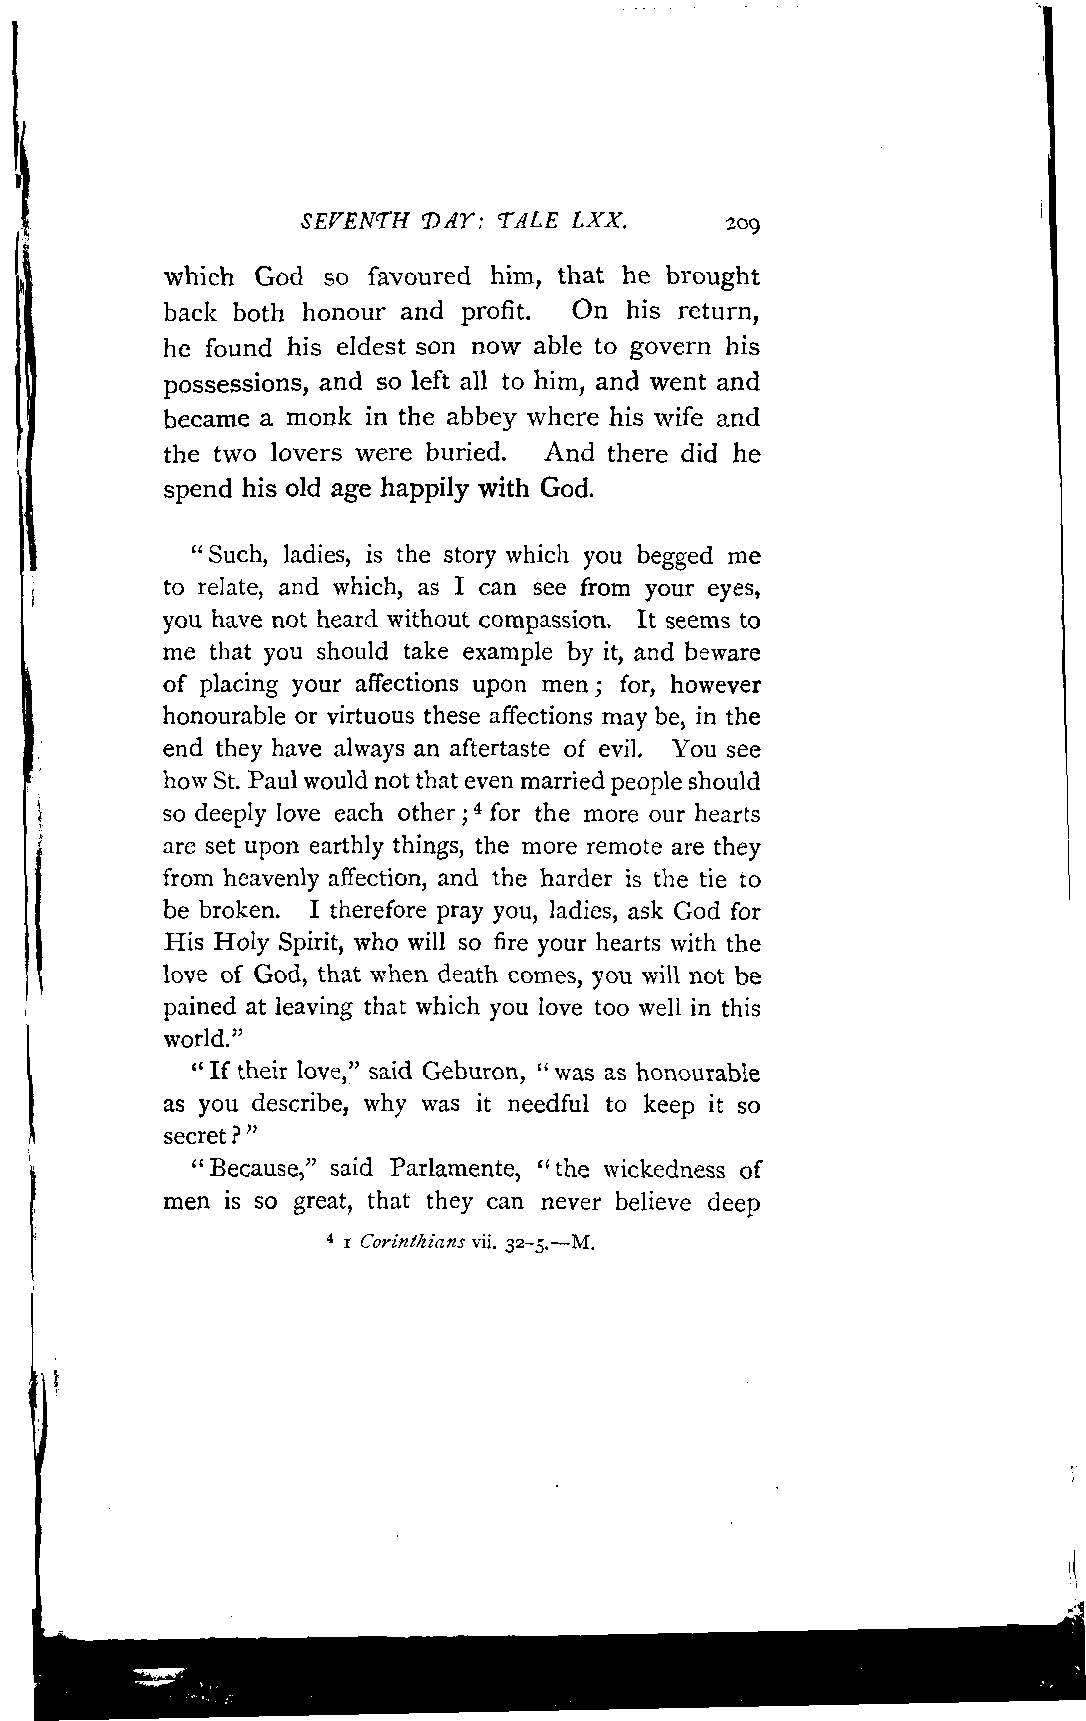 SEVENTH DAY: TALE LXX. 209
which God so favoured him, that he brought
back both honour and profit. On his return,
he found his eldest son now able to govern his
possessions, and so left all to him, and went and
became a monk in the abbey where his wife and
the two lovers were buried. And there did he
spend his old age happily with God.
“Such, ladies, is the story which you begged me
to relate, and which, as I can see from your eyes,
you have not heard without compassion. It seems to
me that you should take example by it, and beware
of placing your affections upon men; for, however
honourable or virtuous these affections may be, in the
end they have always an aftertaste of evil. You see
how St. Paul would not that even married people should
so deeply love each other;⁴ for the more our hearts
are set upon earthly things, the more remote are they
from heavenly affection, and the harder is the tie to
be broken. I therefore pray you, ladies, ask God for
His Holy Spirit, who will so fire your hearts with the
love of God, that when death comes, you will not be
pained at leaving that which you love too well in this
world.”
“If their love,” said Geburon, “was as honourable
as you describe, why was it needful to keep it so
secret?”
“Because,” said Parlamente, “the wickedness of
men is so great, that they can never believe deep
⁴ 1 Corinthians vii. 32–5.—M.